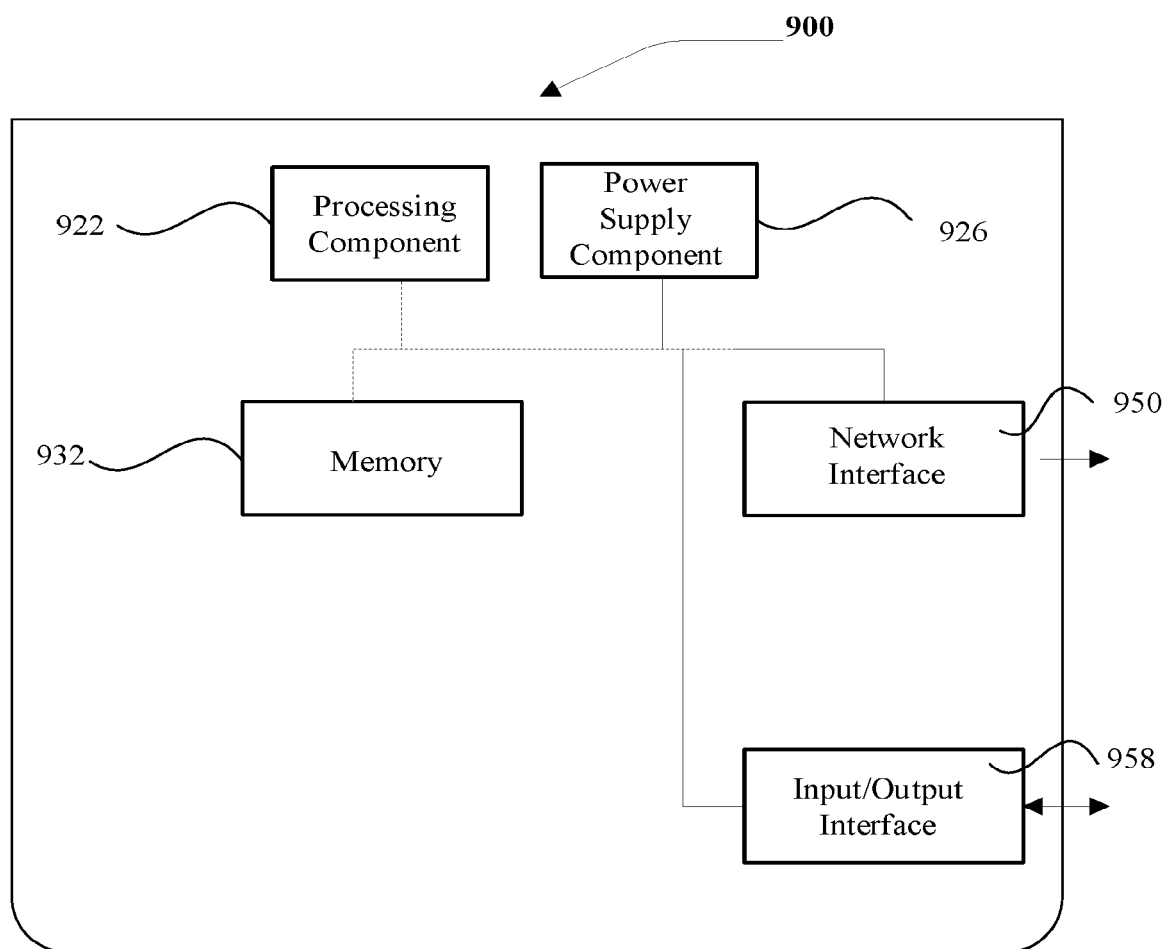 900
922
Processing
Component
Power
Supply
Component
926
932
Memory
Network
Interface
950
Input/Output
Interface
958